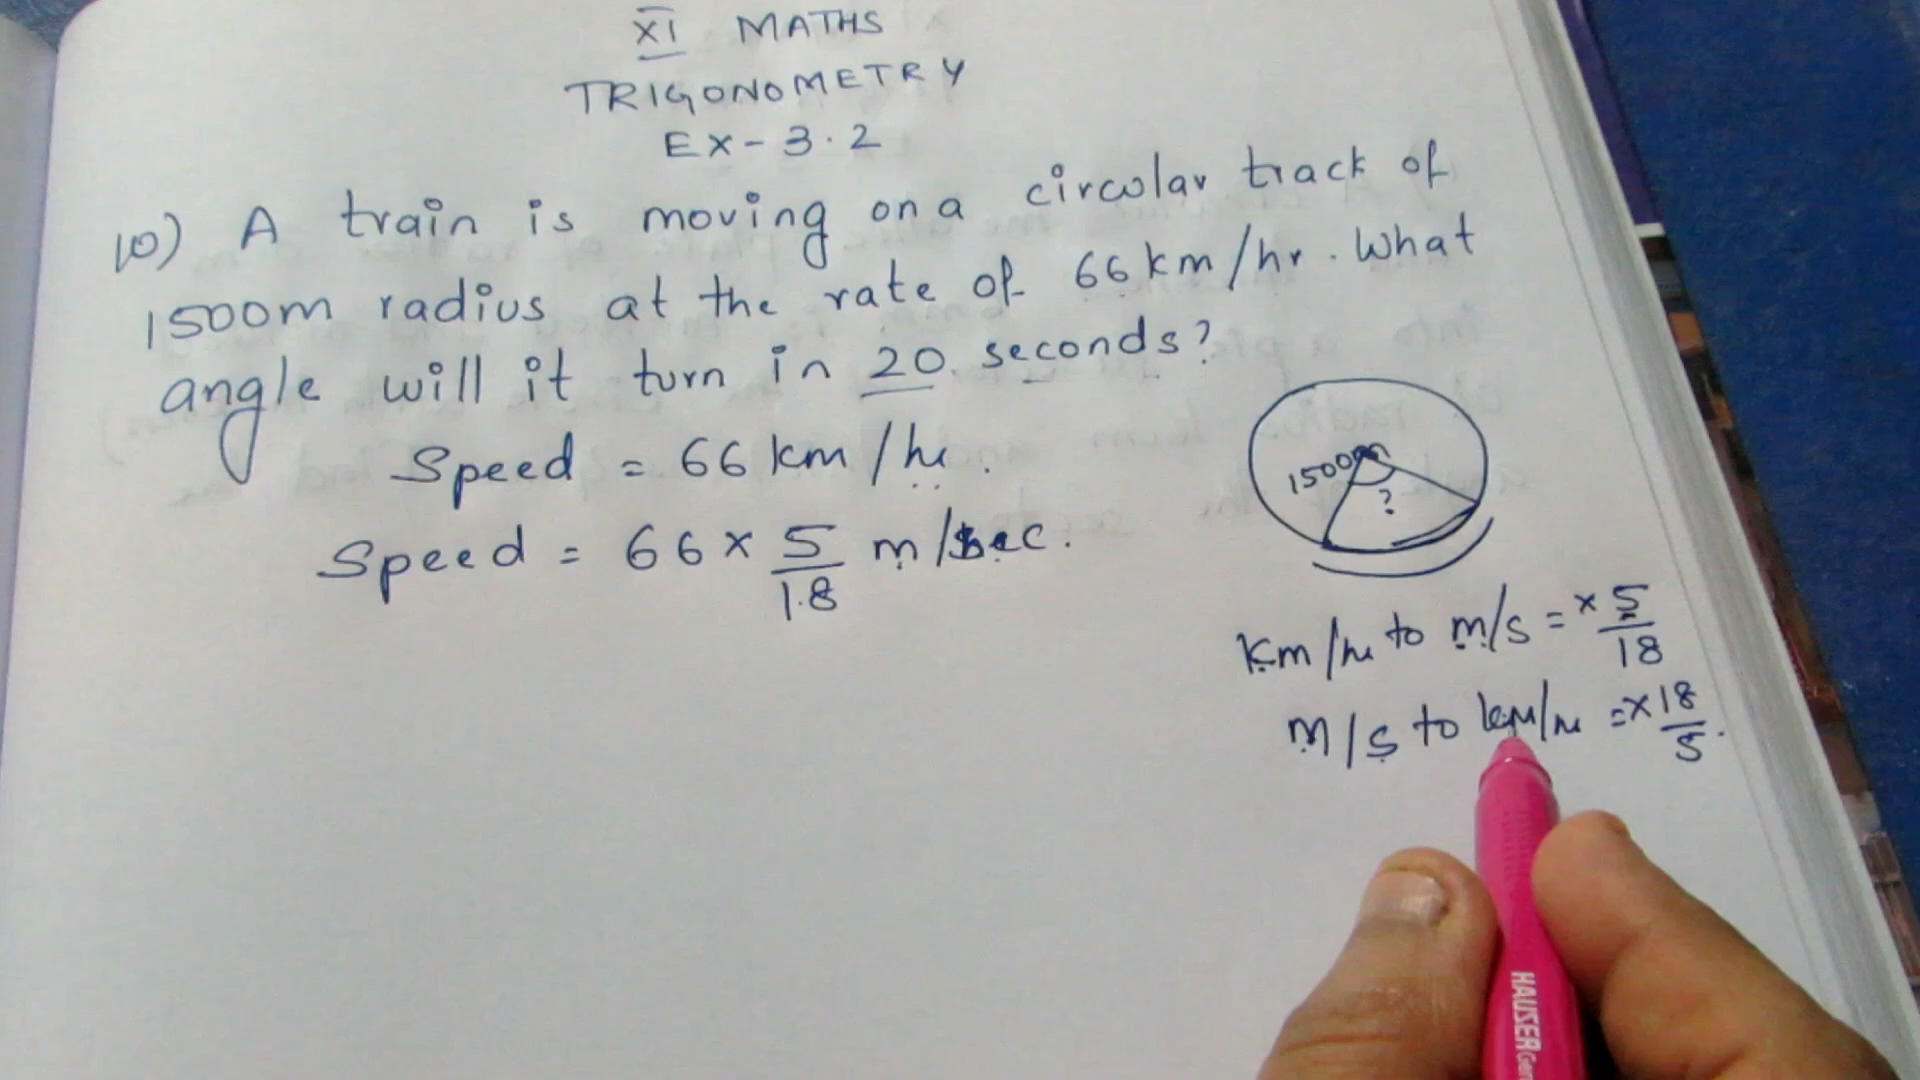 XI MATHS
TRIGONOMETRY
EX-3.2
10) A train is moving on a circular track of
1500m radius at the rate of 66km/hr. What
angle will it turn in 20 seconds?
Speed = 66 km/hr.
Speed = 66 × 5/18 m/sec.
1500m
?
km/hr to m/s = × 5/18
m/s to km/hr = × 18/5.
HAUSER